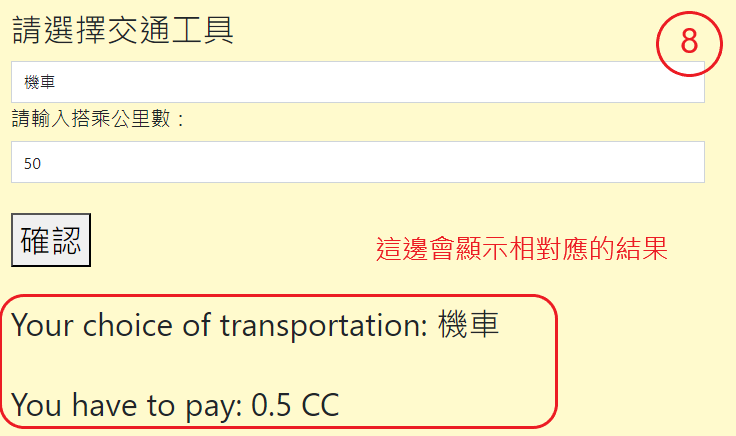 請選擇交通工具
8
機車
請輸入搭乘公里數：
50
確認
這邊會顯示相對應的結果
Your choice of transportation: 機車
You have to pay: 0.5 CC